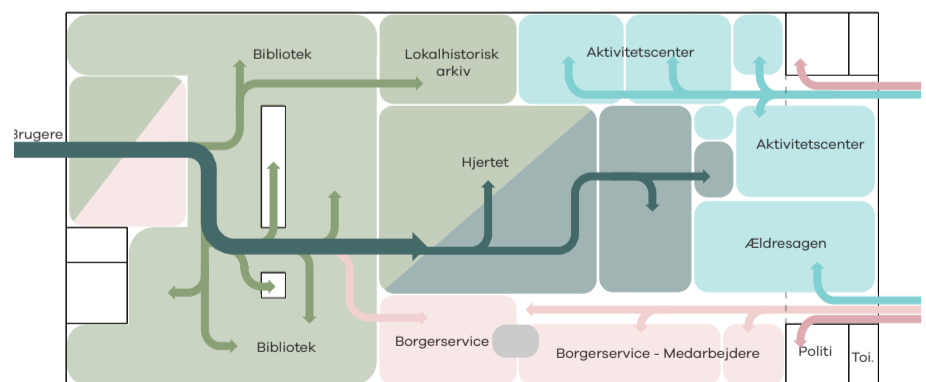 Bibliotek
Lokalhistorisk
arkiv
Aktivitetscenter
Brugere
Hjertet
Aktivitetscenter
Ældresagen
Bibliotek
Borgerservice
Borgerservice - Medarbejdere
Politi
Toi.